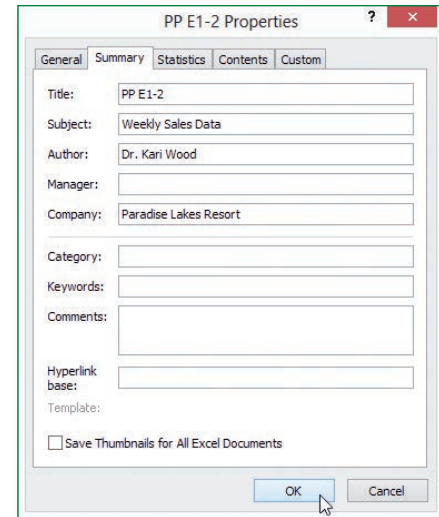 PP E1-2 Properties ? ×
General Summary Statistics Contents Custom
Title: PP E1-2
Subject: Weekly Sales Data
Author: Dr. Kari Wood
Manager:
Company: Paradise Lakes Resort
Category:
Keywords:
Comments:
Hyperlink
base:
Template:
Save Thumbnails for All Excel Documents
OK Cancel